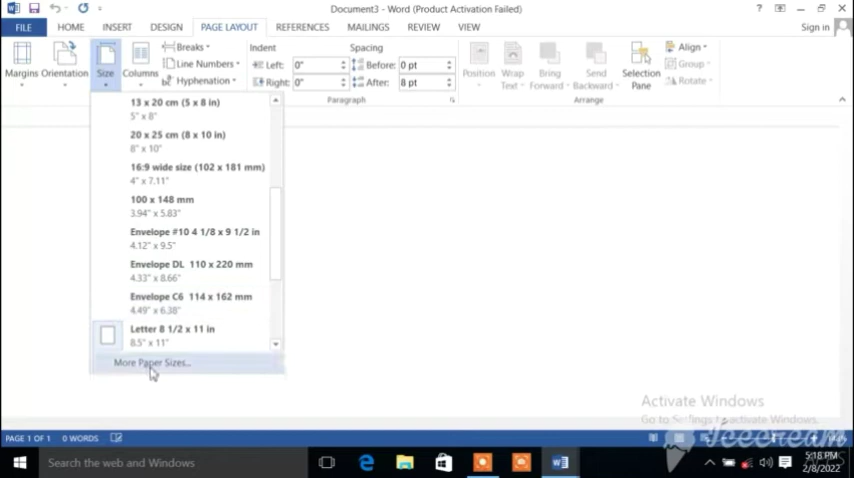 Document3 - Word (Product Activation Failed)
FILE HOME INSERT DESIGN PAGE LAYOUT REFERENCES MAILINGS REVIEW VIEW Sign in
Margins
Orientation
Size
Columns
Breaks
Line Numbers
Hyphenation
Indent
Left: 0"
Right: 0"
Spacing
Before: 0 pt
After: 8 pt
Paragraph
Position
Wrap
Text
Bring
Forward
Send
Backward
Selection
Pane
Align
Group
Rotate
Arrange
13 x 20 cm (5 x 8 in)
5" x 8"
20 x 25 cm (8 x 10 in)
8" x 10"
16:9 wide size (102 x 181 mm)
4" x 7.11"
100 x 148 mm
3.94" x 5.83"
Envelope #10 4 1/8 x 9 1/2 in
4.12" x 9.5"
Envelope DL 110 x 220 mm
4.33" x 8.66"
Envelope C6 114 x 162 mm
4.49" x 6.38"
Letter 8 1/2 x 11 in
8.5" x 11"
More Paper Sizes...
Activate Windows
Go to Settings to activate Windows.
PAGE 1 OF 1 0 WORDS
Icecream
Search the web and Windows
5:18 PM
2/8/2022